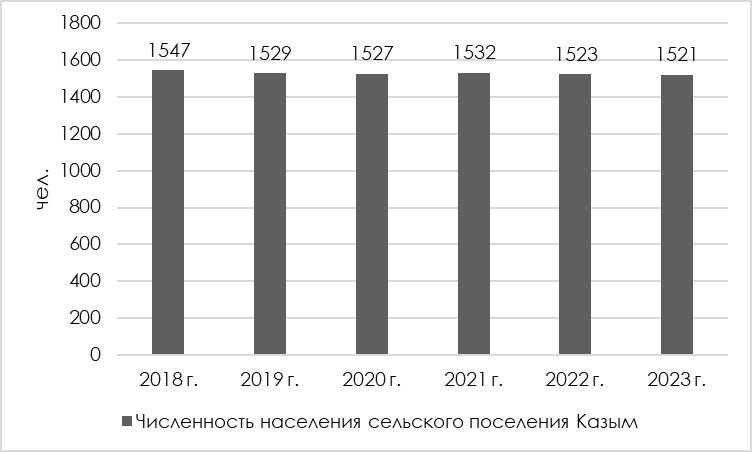 1800
1600
1400
1200
1000
800
600
400
200
0
чел.
1547 1529 1527 1532 1523 1521
2018 г. 2019 г. 2020 г. 2021 г. 2022 г. 2023 г.
Численность населения сельского поселения Казым